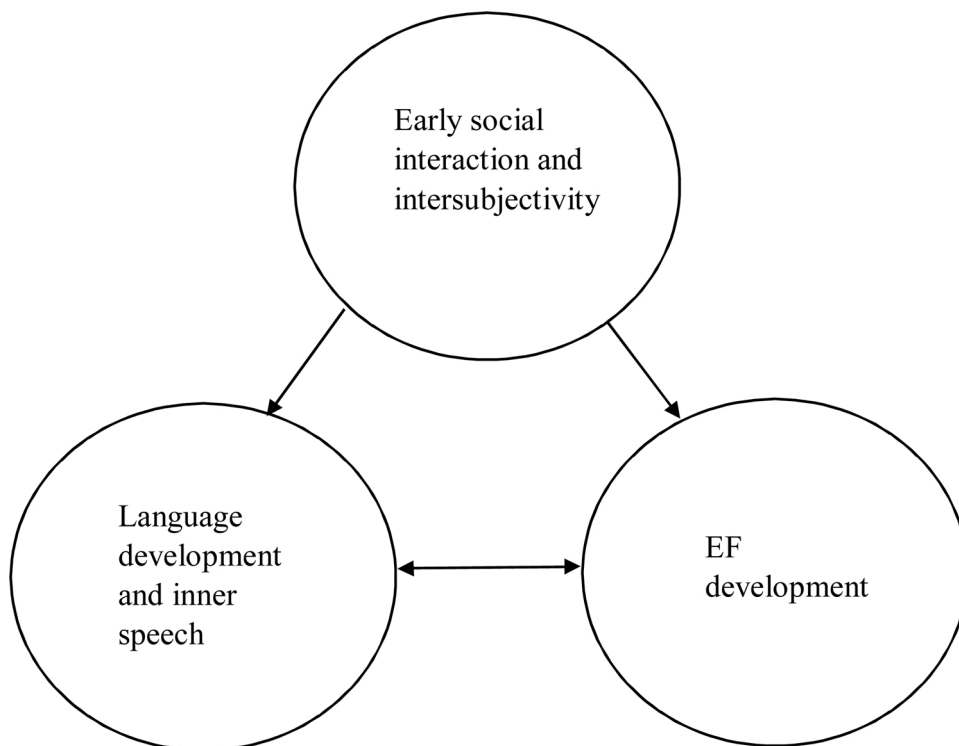 Early social
interaction and
intersubjectivity
Language
development
and inner
speech
EF
development